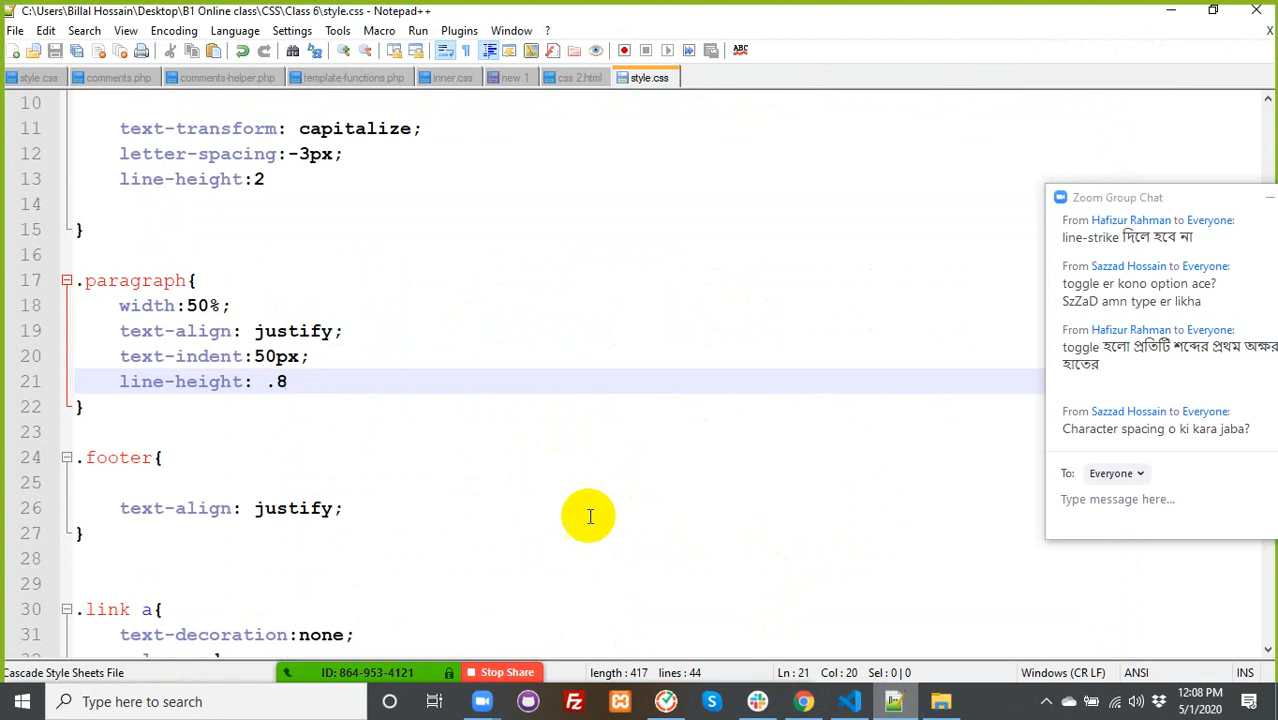 C:\Users\Billal Hossain\Desktop\B1 Online class\CSS\Class 6\style.css - Notepad++
File Edit Search View Encoding Language Settings Tools Macro Run Plugins Window ? X
style.css comments.php comments-helper.php template-functions.php inner.css new 1 css 2.html style.css
10
11 text-transform: capitalize;
12 letter-spacing:-3px;
13 line-height:2
14
15 }
16
17 .paragraph{
18 width:50%;
19 text-align: justify;
20 text-indent:50px;
21 line-height: .8
22 }
23
24 .footer{
25
26 text-align: justify;
27 }
28
29
30 .link a{
31 text-decoration:none;
Zoom Group Chat
From Hafizur Rahman to Everyone:
line-strike দিলে হবে না
From Sazzad Hossain to Everyone:
toggle er kono option ace?
SzZaD amn type er likha
From Hafizur Rahman to Everyone:
toggle হলো প্রতিটি শব্দের প্রথম অক্ষর
হাতের
From Sazzad Hossain to Everyone:
Character spacing o ki kara jaba?
To: Everyone
Type message here...
Cascade Style Sheets File ID: 864-953-4121 Stop Share length : 417 lines : 44 Ln : 21 Col : 20 Sel : 0 | 0 Windows (CR LF) ANSI INS
Type here to search
12:08 PM
5/1/2020